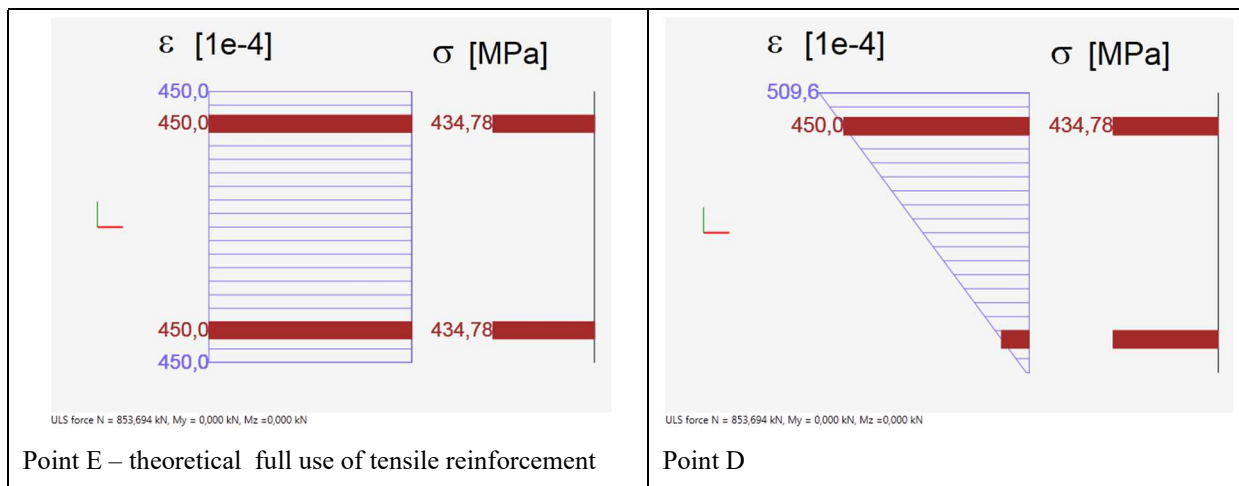 ε [1e-4]
σ [MPa]
450,0
450,0
434,78
450,0
434,78
450,0
ULS force N = 853,694 kN, My = 0,000 kN, Mz =0,000 kN
Point E – theoretical full use of tensile reinforcement
ε [1e-4]
σ [MPa]
509,6
450,0
434,78
ULS force N = 853,694 kN, My = 0,000 kN, Mz =0,000 kN
Point D